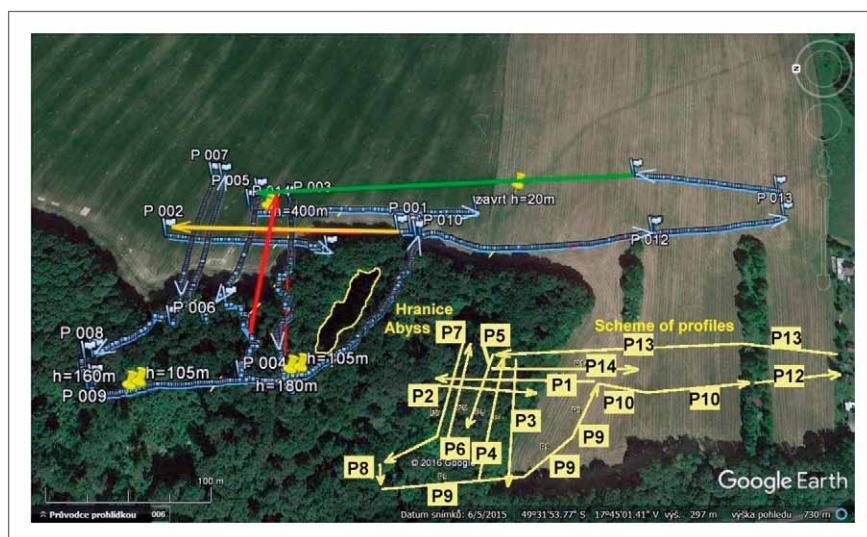 P 007
P 005
P 014
P 003
h=400m
P 002
P 001
P 010
závrt h=20m
P 013
P 012
P 006
P 008
P 004
h=105m
h=160m
h=105m
h=180m
P 009
Hranice
Abyss
Scheme of profiles
P7
P5
P13
P13
P14
P2
P1
P12
P10
P10
P3
P6
P4
P9
P8
P9
P9
© 2016 Google
100 m
Google Earth
Průvodce prohlídkou 006
Datum snímků: 6/5/2015 49°31'53.77" S 17°45'01.41" V výš. 297 m výška pohledu 730 m